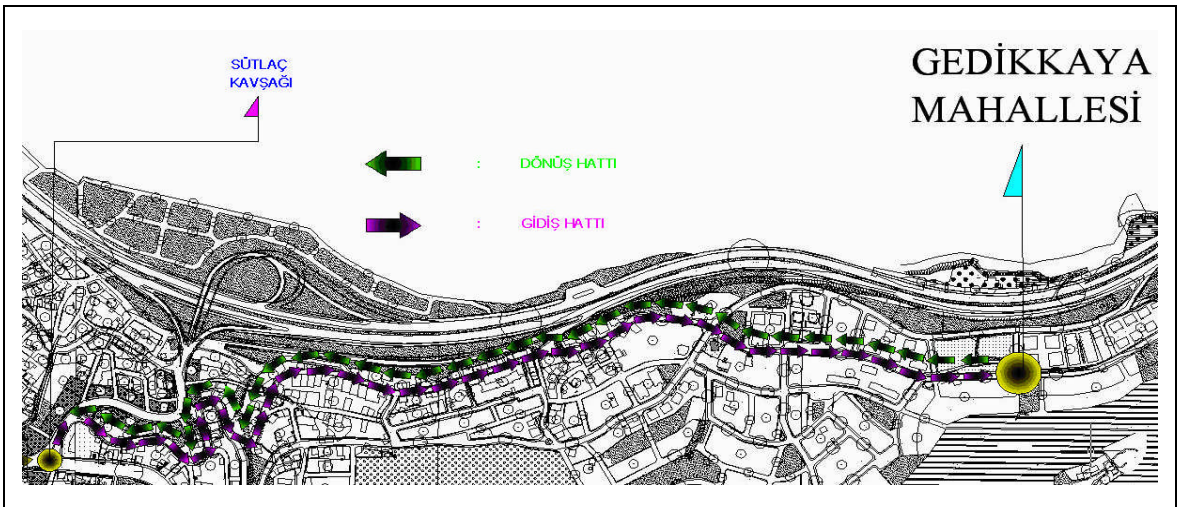 SÜTLAÇ
KAVŞAĞI
GEDİKKAYA
MAHALLESİ
: DÖNÜŞ HATTI
: GİDİŞ HATTI